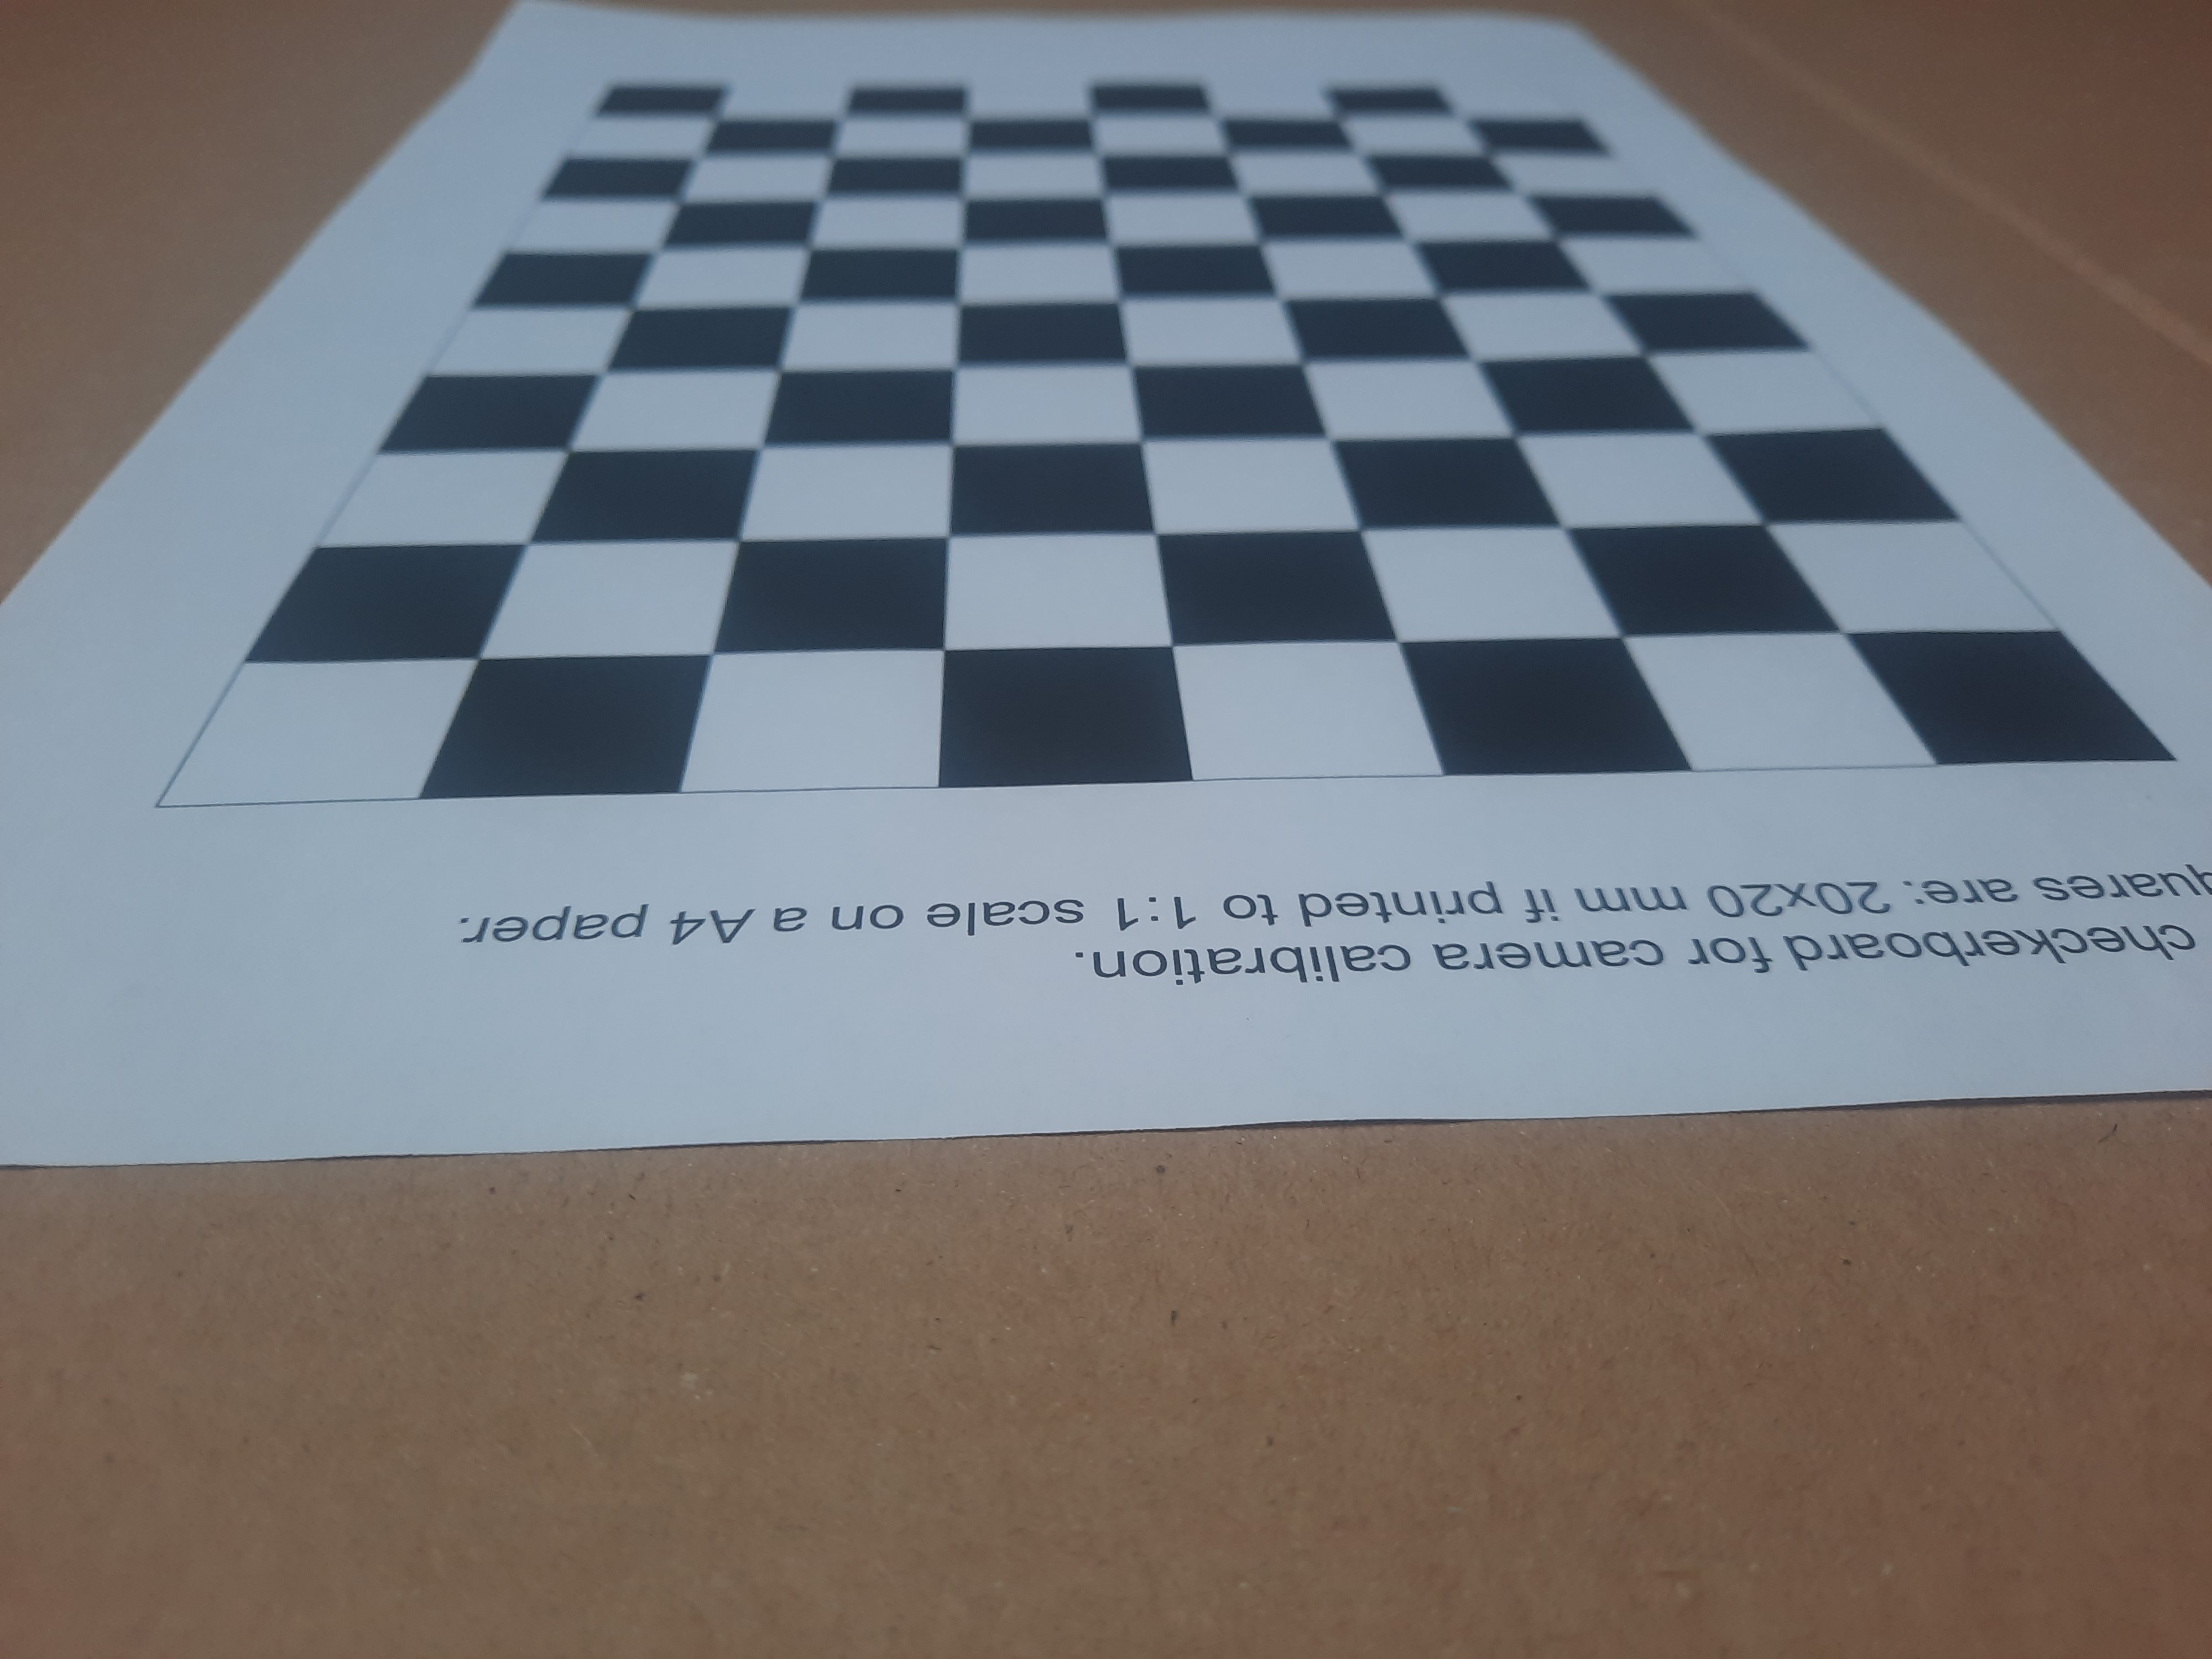 checkerboard for camera calibration.
quares are: 20x20 mm if printed to 1:1 scale on a A4 paper.